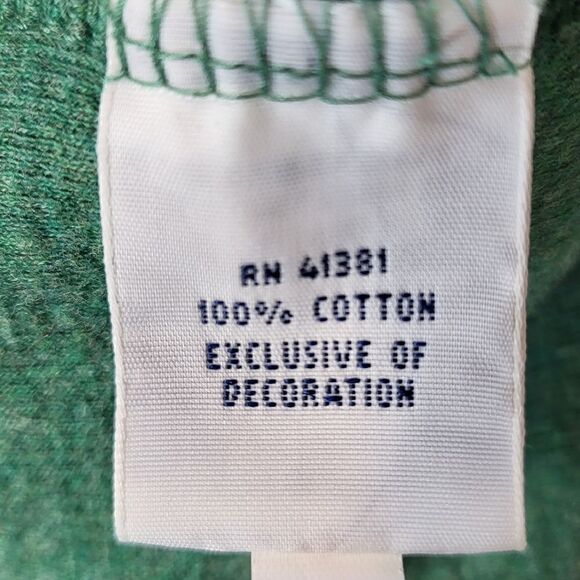 RN 41381
100% COTTON
EXCLUSIVE OF
DECORATION